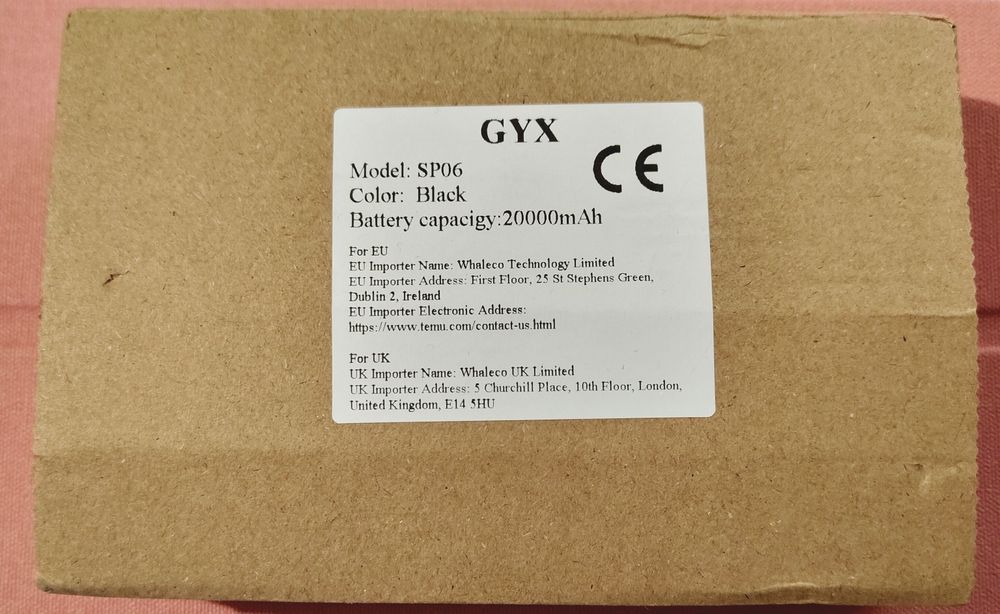 GYX
CE
Model: SP06
Color: Black
Battery capacigy:20000mAh
For EU
EU Importer Name: Whaleco Technology Limited
EU Importer Address: First Floor, 25 St Stephens Green,
Dublin 2, Ireland
EU Importer Electronic Address:
https://www.temu.com/contact-us.html
For UK
UK Importer Name: Whaleco UK Limited
UK Importer Address: 5 Churchill Place, 10th Floor, London,
United Kingdom, E14 5HU